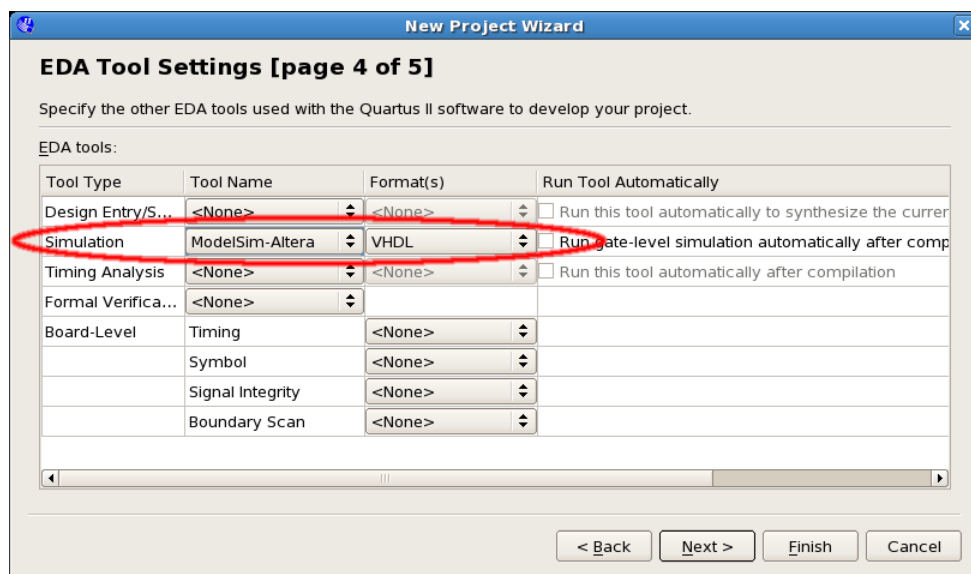 New Project Wizard
EDA Tool Settings [page 4 of 5]
Specify the other EDA tools used with the Quartus II software to develop your project.
EDA tools:
Tool Type Tool Name Format(s) Run Tool Automatically
Design Entry/S... <None> <None> Run this tool automatically to synthesize the curren
Simulation ModelSim-Altera VHDL Run gate-level simulation automatically after comp
Timing Analysis <None> <None> Run this tool automatically after compilation
Formal Verifica... <None>
Board-Level Timing <None>
Symbol <None>
Signal Integrity <None>
Boundary Scan <None>
< Back Next > Finish Cancel